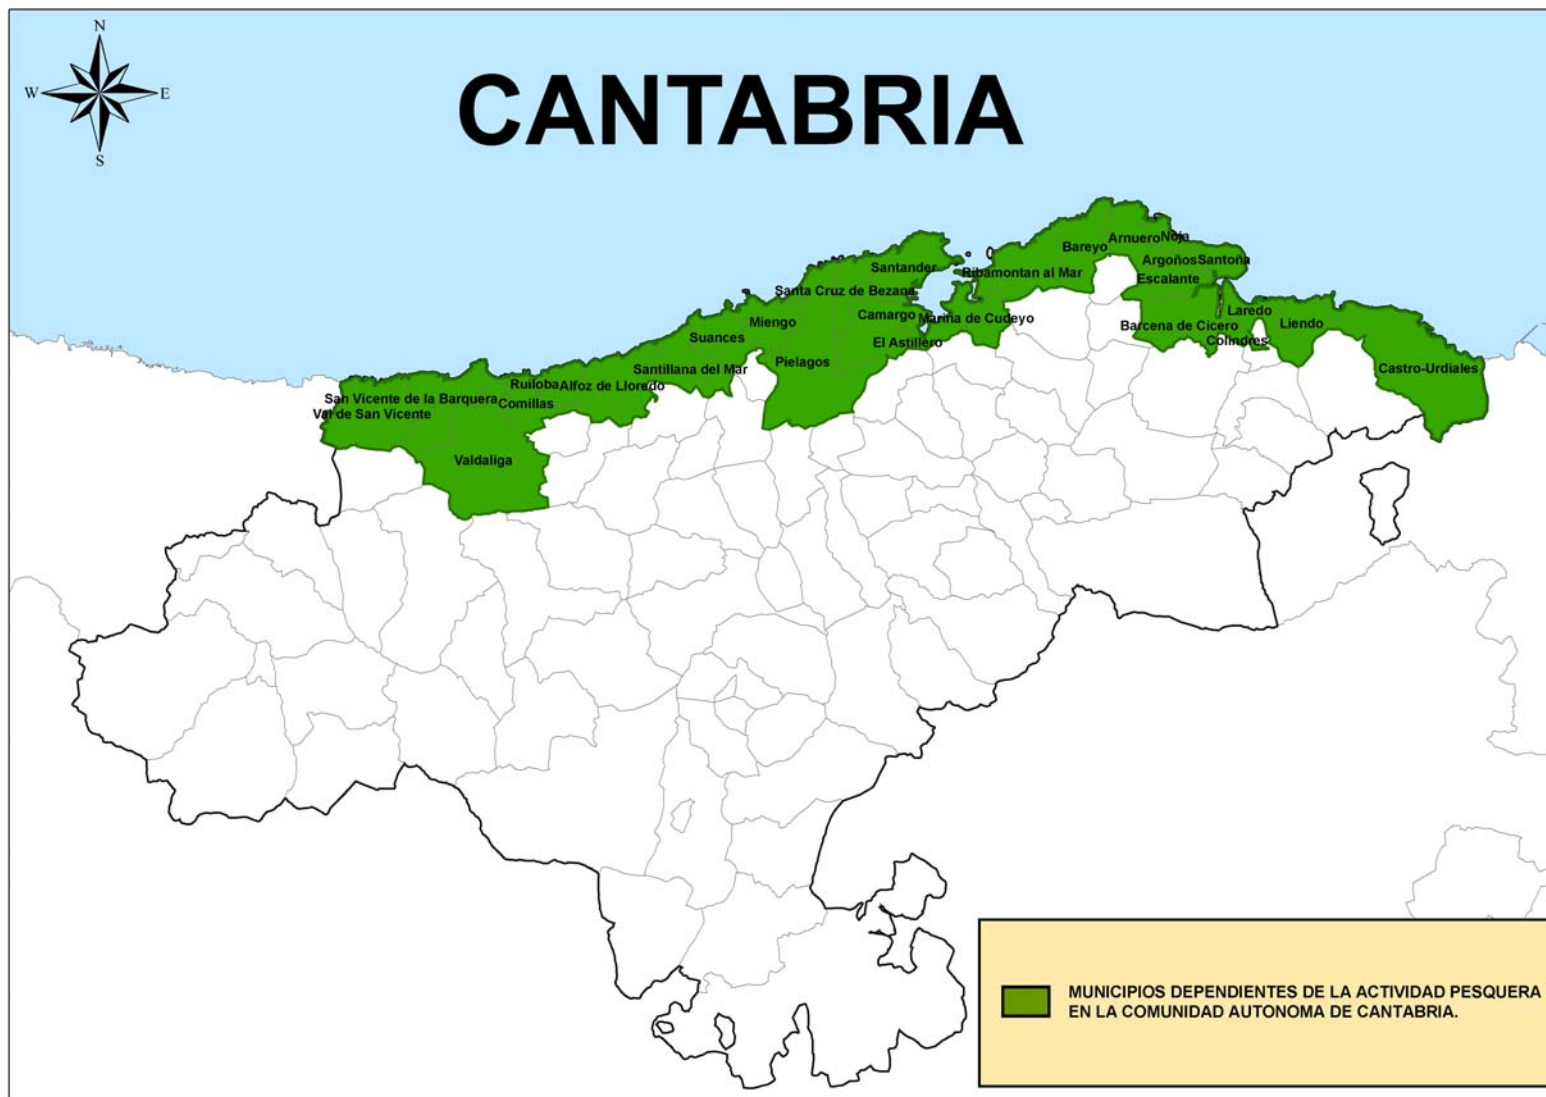 N
W E
S
CANTABRIA
Arnuero
Noja
Bareyo
Argoños
Santoña
Santander
Ribamontan al Mar
Escalante
Santa Cruz de Bezana
Camargo
Marina de Cudeyo
Laredo
Miengo
Barcena de Cicero
Liendo
Suances
El Astillero
Colindres
Pielagos
Santillana del Mar
Castro-Urdiales
Ruiloba
Alfoz de Lloredo
San Vicente de la Barquera
Comillas
Val de San Vicente
Valdaliga
MUNICIPIOS DEPENDIENTES DE LA ACTIVIDAD PESQUERA
EN LA COMUNIDAD AUTONOMA DE CANTABRIA.